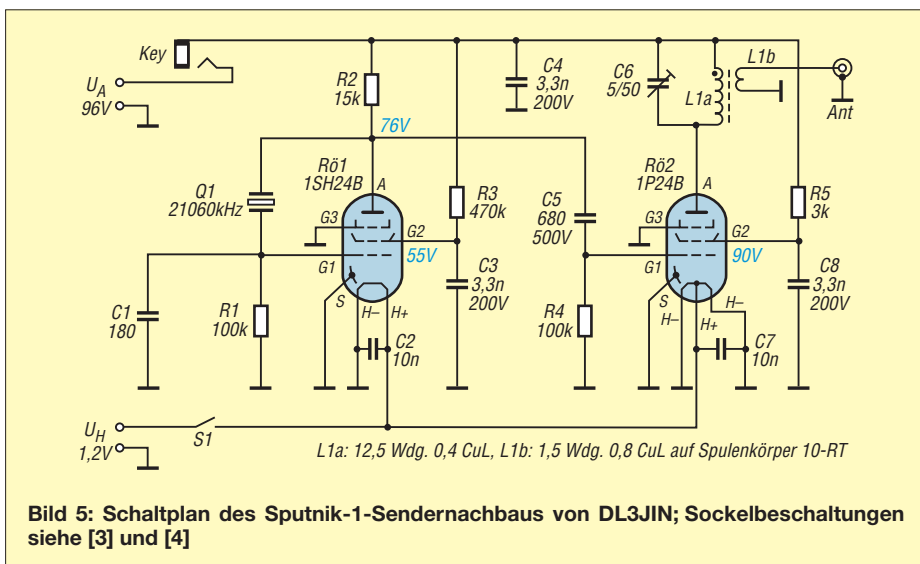 Key
U_A
96V
R2
15k
76V
C4
3,3n
200V
C6
5/50
L1a
L1b
Ant
Q1
21060kHz
Rö1
1SH24B
A
G3
G2
G1
55V
S
H–
H+
R3
470k
C5
680
500V
Rö2
1P24B
A
G3
G2
G1
90V
S
H–
H+
H–
R5
3k
C1
180
R1
100k
C2
10n
C3
3,3n
200V
R4
100k
C7
10n
C8
3,3n
200V
U_H
1,2V
S1
L1a: 12,5 Wdg. 0,4 CuL, L1b: 1,5 Wdg. 0,8 CuL auf Spulenkörper 10-RT
Bild 5: Schaltplan des Sputnik-1-Sendernachbaus von DL3JIN; Sockelbeschaltungen
siehe [3] und [4]